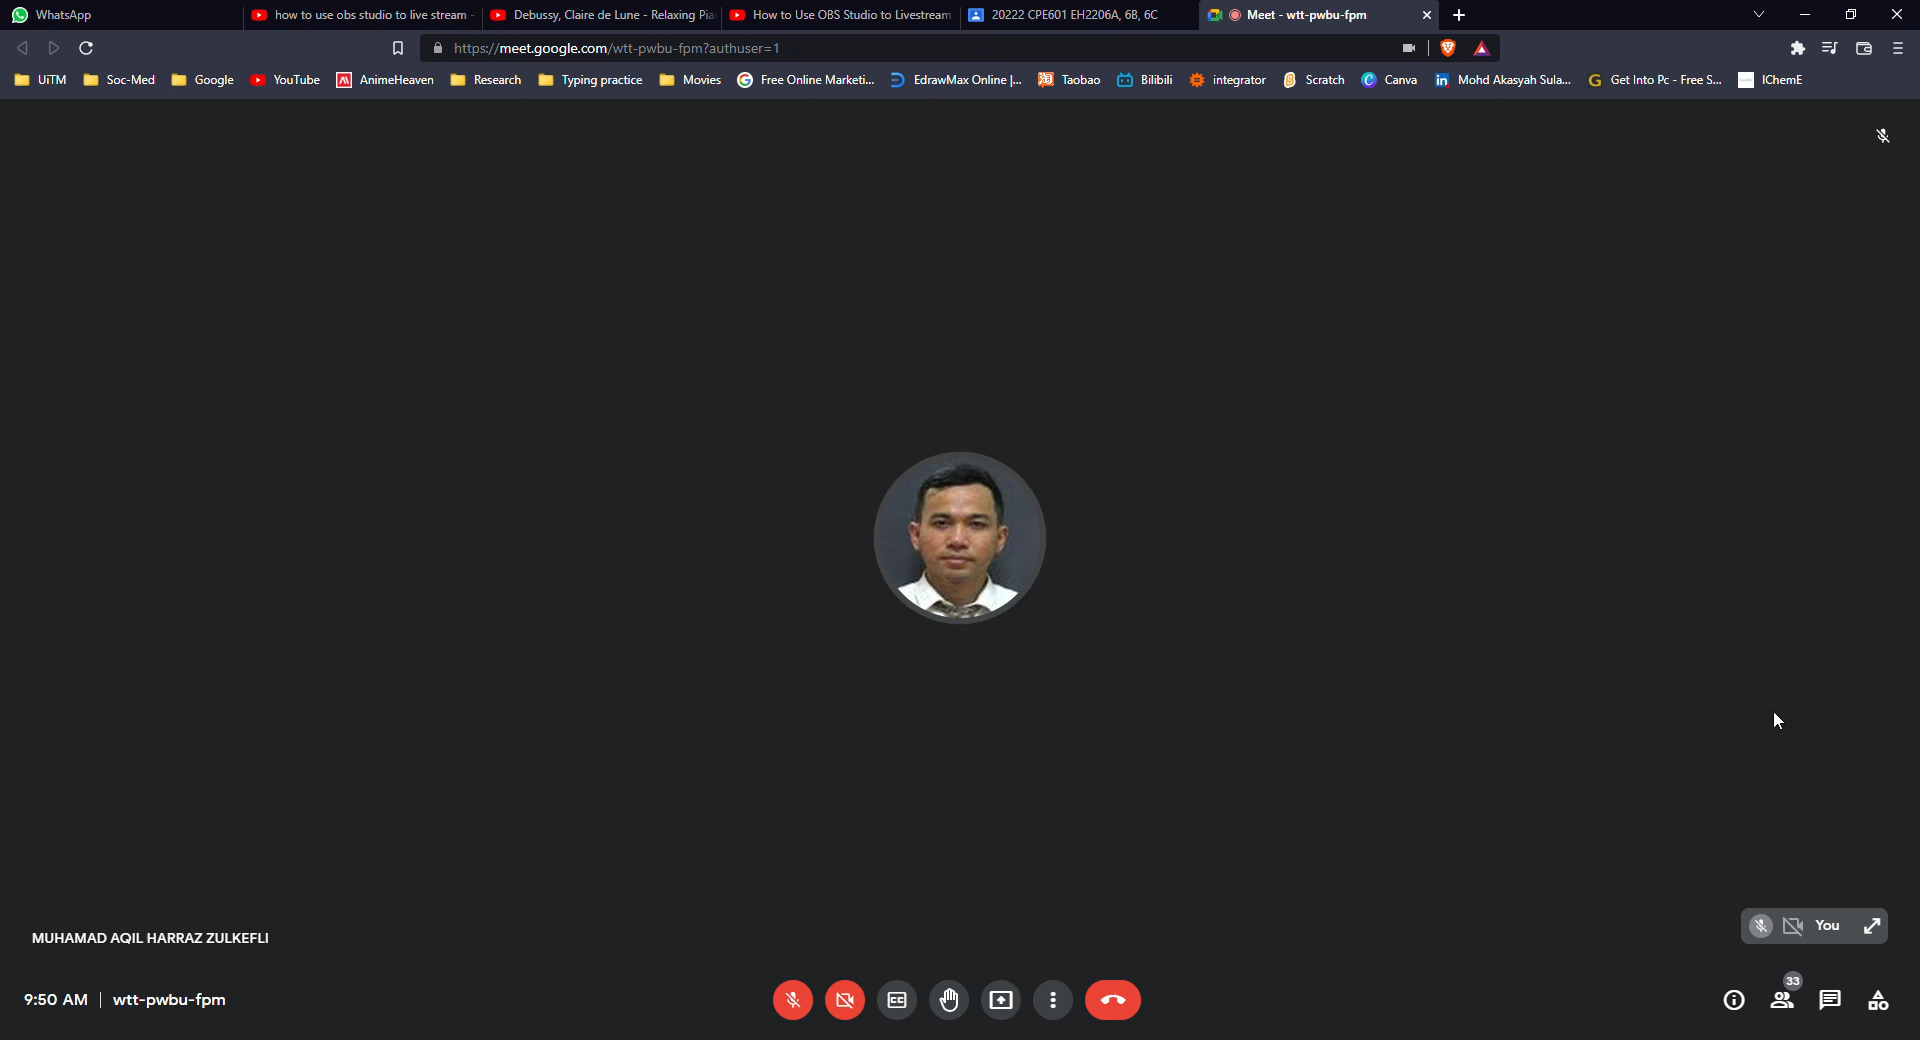 WhatsApp
how to use obs studio to live stream -
Debussy, Claire de Lune - Relaxing Pia
How to Use OBS Studio to Livestream
20222 CPE601 EH2206A, 6B, 6C
Meet - wtt-pwbu-fpm
https://meet.google.com/wtt-pwbu-fpm?authuser=1
UiTM
Soc-Med
Google
YouTube
AnimeHeaven
Research
Typing practice
Movies
Free Online Marketi...
EdrawMax Online |...
Taobao
Bilibili
integrator
Scratch
Canva
Mohd Akasyah Sula...
Get Into Pc - Free S...
IChemE
MUHAMAD AQIL HARRAZ ZULKEFLI
You
9:50 AM | wtt-pwbu-fpm
33